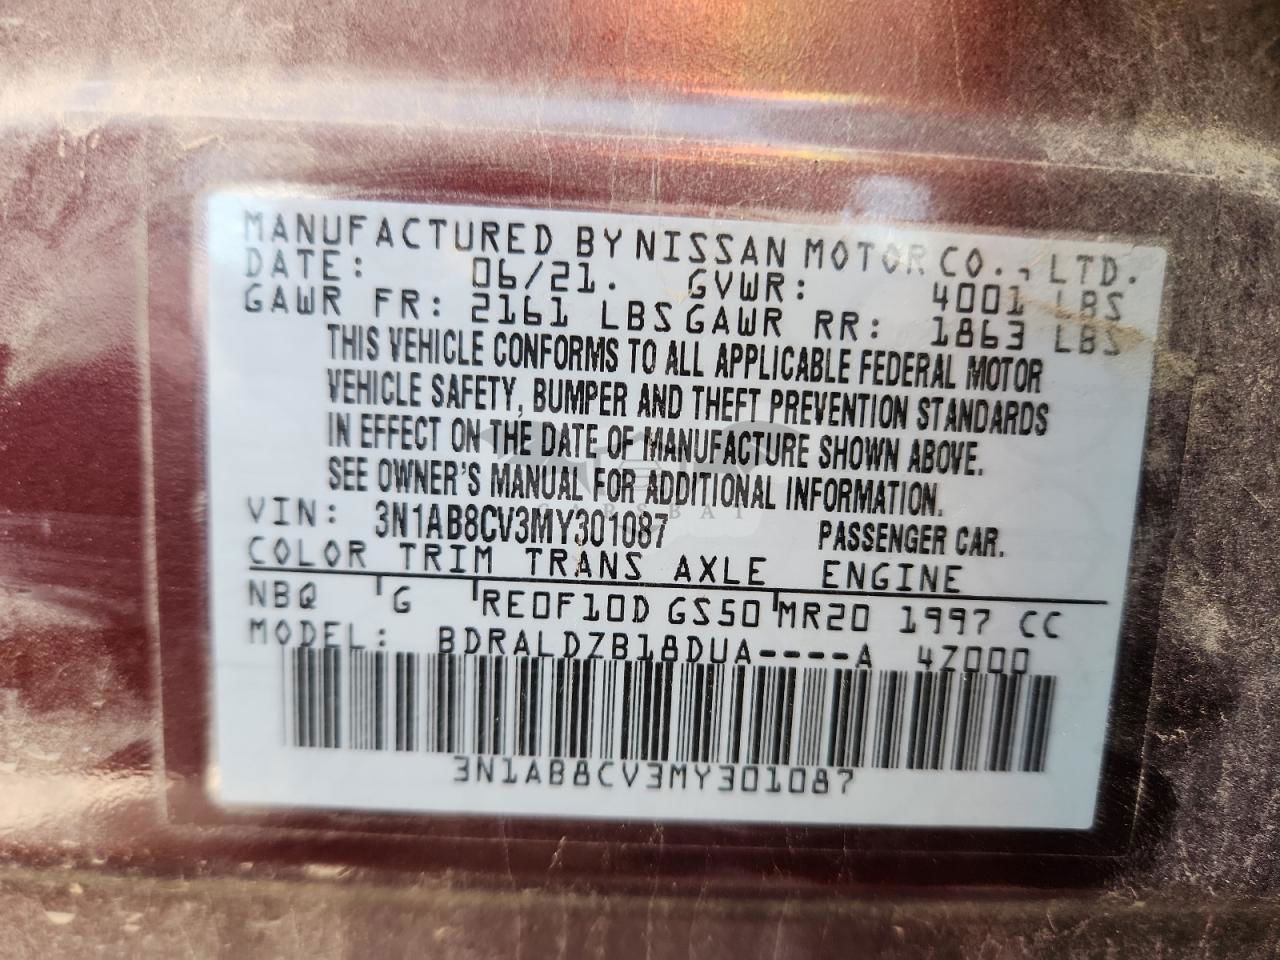 MANUFACTURED BY NISSAN MOTOR CO., LTD.
DATE: 06/21. GVWR: 4001 LBS
GAWR FR: 2161 LBS GAWR RR: 1863 LBS
THIS VEHICLE CONFORMS TO ALL APPLICABLE FEDERAL MOTOR
VEHICLE SAFETY, BUMPER AND THEFT PREVENTION STANDARDS
IN EFFECT ON THE DATE OF MANUFACTURE SHOWN ABOVE.
SEE OWNER'S MANUAL FOR ADDITIONAL INFORMATION.
CARSBAT
VIN: 3N1AB8CV3MY301087 PASSENGER CAR.
COLOR TRIM TRANS AXLE ENGINE
NBQ G RE0F10D GS50 MR20 1997 CC
MODEL: BDRALDZB18DUA----A 4Z000
3N1AB8CV3MY301087